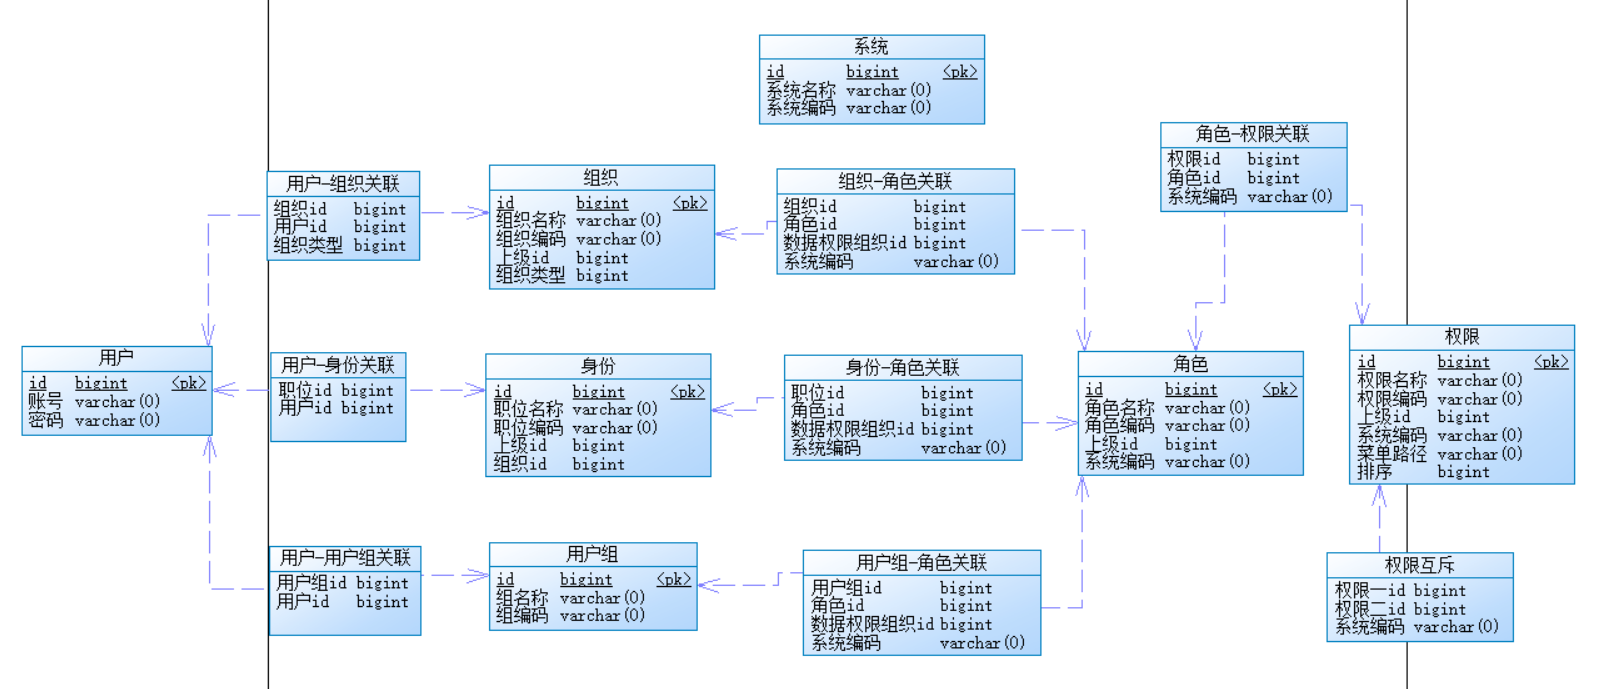 系统
id bigint <pk>
系统名称 varchar(0)
系统编码 varchar(0)
角色-权限关联
权限id bigint
角色id bigint
系统编码 varchar(0)
用户-组织关联
组织id bigint
用户id bigint
组织类型 bigint
组织
id bigint <pk>
组织名称 varchar(0)
组织编码 varchar(0)
上级id bigint
组织类型 bigint
组织-角色关联
组织id bigint
角色id bigint
数据权限组织id bigint
系统编码 varchar(0)
用户
id bigint <pk>
账号 varchar(0)
密码 varchar(0)
用户-身份关联
职位id bigint
用户id bigint
身份
id bigint <pk>
职位名称 varchar(0)
职位编码 varchar(0)
上级id bigint
组织id bigint
身份-角色关联
职位id bigint
角色id bigint
数据权限组织id bigint
系统编码 varchar(0)
角色
id bigint <pk>
角色名称 varchar(0)
角色编码 varchar(0)
上级id bigint
系统编码 varchar(0)
权限
id bigint <pk>
权限名称 varchar(0)
权限编码 varchar(0)
上级id bigint
系统编码 varchar(0)
菜单路径 varchar(0)
排序 bigint
用户-用户组关联
用户组id bigint
用户id bigint
用户组
id bigint <pk>
组名称 varchar(0)
组编码 varchar(0)
用户组-角色关联
用户组id bigint
角色id bigint
数据权限组织id bigint
系统编码 varchar(0)
权限互斥
权限一id bigint
权限二id bigint
系统编码 varchar(0)